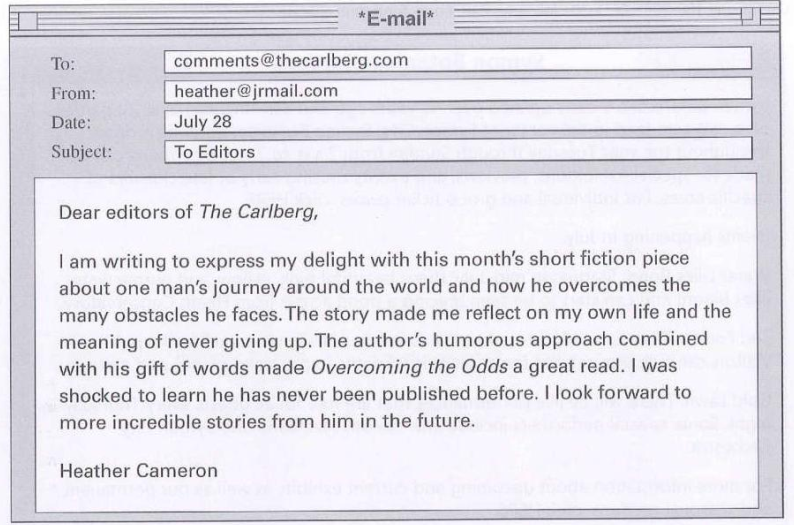 *E-mail*
To: comments@thecarlberg.com
From: heather@jrmail.com
Date: July 28
Subject: To Editors
Dear editors of The Carlberg,
I am writing to express my delight with this month's short fiction piece
about one man's journey around the world and how he overcomes the
many obstacles he faces. The story made me reflect on my own life and the
meaning of never giving up. The author's humorous approach combined
with his gift of words made Overcoming the Odds a great read. I was
shocked to learn he has never been published before. I look forward to
more incredible stories from him in the future.
Heather Cameron